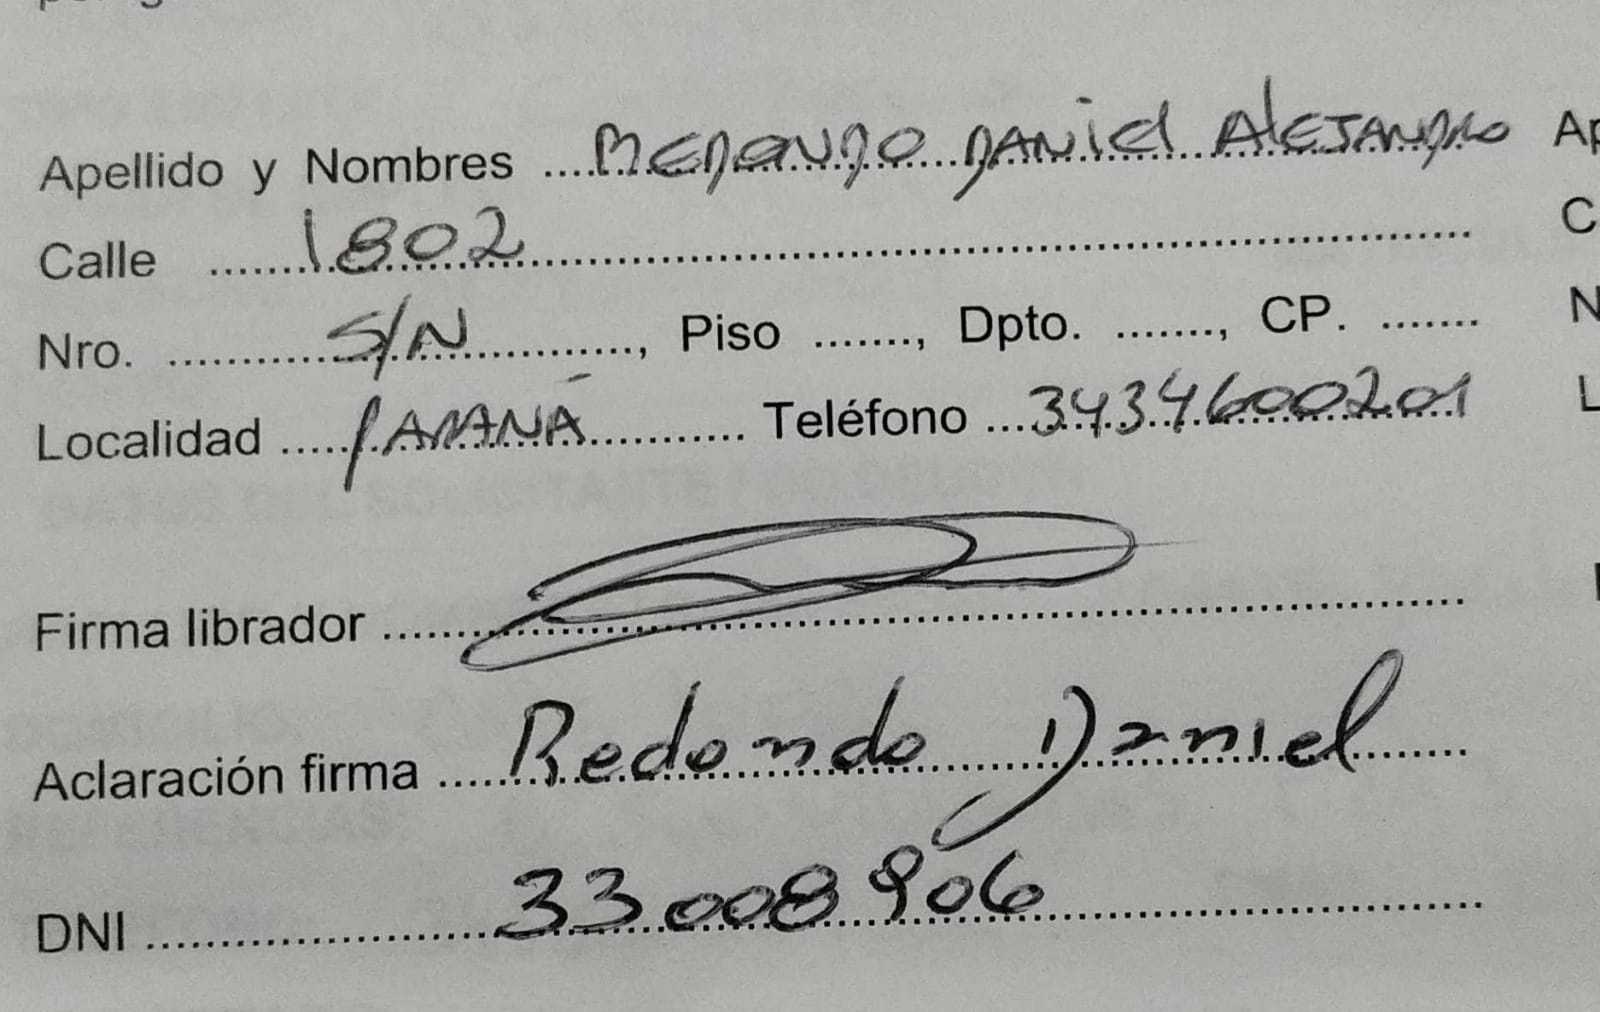 Apellido y Nombres ....REDONDO DANIEL ALEJANDRO Ap
Calle ....1802.... C
Nro. ....S/N...., Piso ......., Dpto. ......., CP. ....... N
Localidad ....PARANÁ.... Teléfono ...3434600201 L
Firma librador ....
Aclaración firma ....Redondo Daniel....
DNI ....33008906....